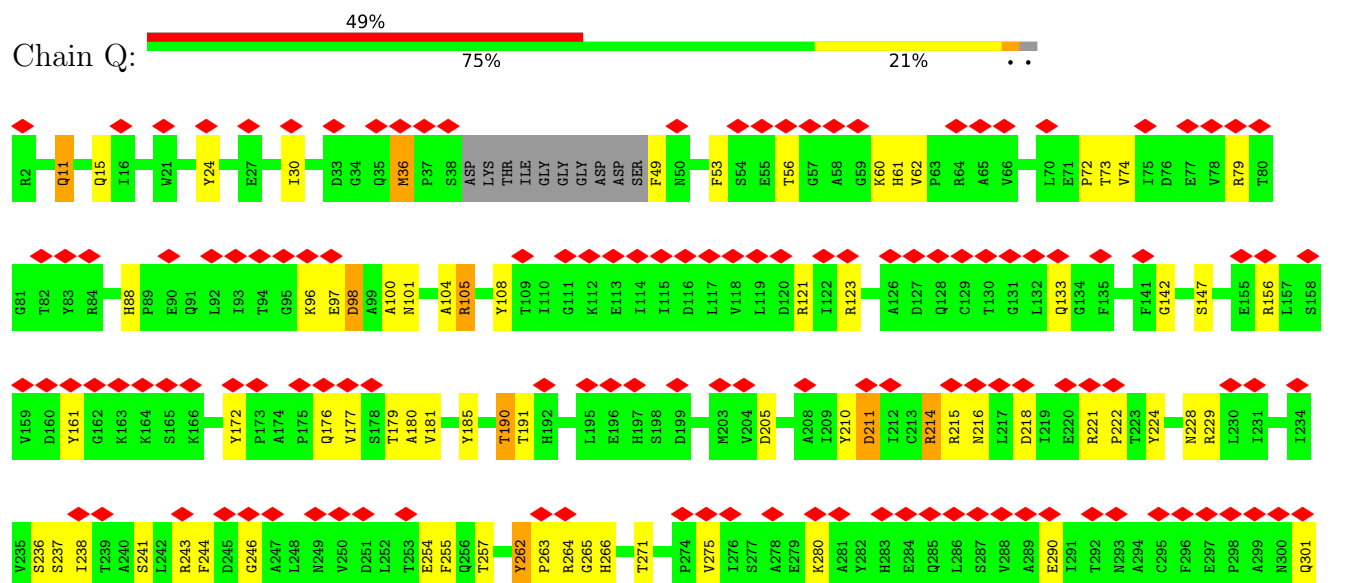 49%
Chain Q:
75% 21% • •
R2 Q11 Q15 I16 W21 Y24 E27 I30 D33 G34 Q35 M36 P37 S38 ASP LYS THR ILE GLY GLY GLY ASP ASP SER F49 N50 F53 S54 E55 T56 G57 A58 G59 K60 H61 V62 P63 R64 A65 V66 L70 E71 P72 T73 V74 I75 D76 E77 V78 R79 T80
G81 T82 Y83 R84 H88 P89 E90 Q91 L92 I93 T94 G95 K96 E97 D98 A99 A100 N101 A104 R105 Y108 T109 I110 G111 K112 E113 I114 I115 D116 L117 V118 L119 D120 R121 I122 R123 A126 D127 Q128 C129 T130 G131 L132 Q133 G134 F135 F141 G142 S147 E155 R156 L157 S158
V159 D160 Y161 G162 K163 K164 S165 K166 Y172 P173 A174 P175 Q176 V177 S178 T179 A180 V181 Y185 T190 T191 H192 L195 E196 H197 S198 D199 M203 V204 D205 A208 I209 Y210 D211 I212 C213 R214 R215 N216 L217 D218 I219 E220 R221 P222 T223 Y224 N228 R229 L230 I231 I234
V235 S236 S237 I238 T239 A240 S241 L242 R243 F244 D245 G246 A247 L248 N249 V250 D251 L252 T253 E254 F255 Q256 T257 Y262 P263 R264 G265 H266 T271 P274 V275 I276 S277 A278 E279 K280 A281 Y282 H283 E284 Q285 L286 S287 V288 A289 E290 I291 T292 N293 A294 C295 F296 E297 P298 A299 N300 Q301